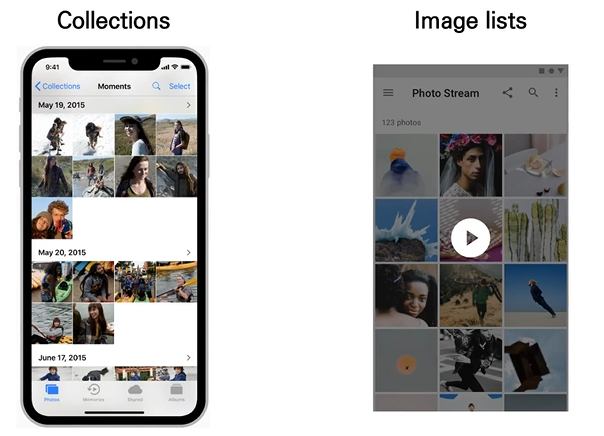 Collections
Image lists
9:41
Collections
Moments
Select
May 19, 2015
May 20, 2015
June 17, 2015
Photos
Memories
Shared
Albums
Photo Stream
123 photos